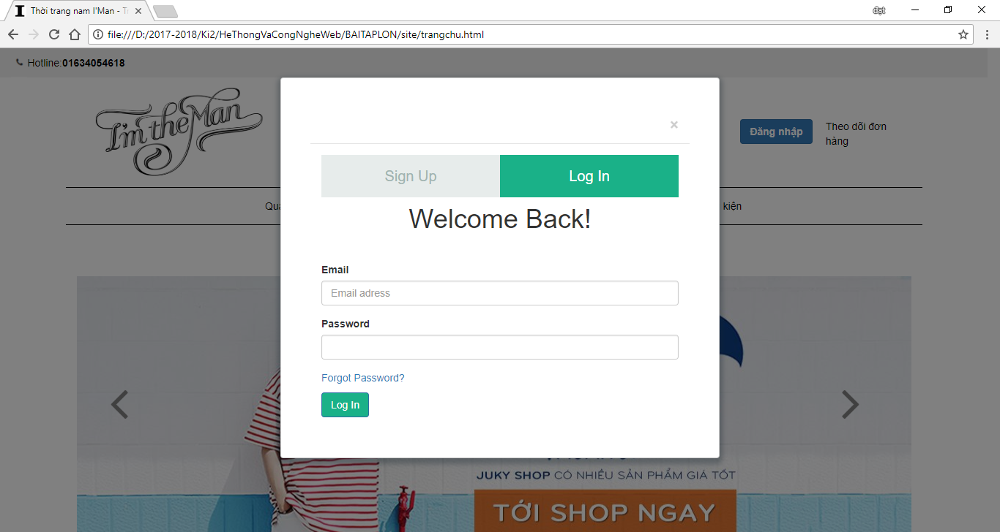 Thời trang nam I'Man - Tr
đạt
file:///D:/2017-2018/Ki2/HeThongVaCongNgheWeb/BAITAPLON/site/trangchu.html
Hotline:01634054618
I'm the Man
Đăng nhập
Theo dõi đơn
hàng
×
Sign Up
Log In
kiện
Welcome Back!
Email
Email adress
Password
Forgot Password?
Log In
JUKY SHOP CÓ NHIỀU SẢN PHẨM GIÁ TỐT
TỚI SHOP NGAY